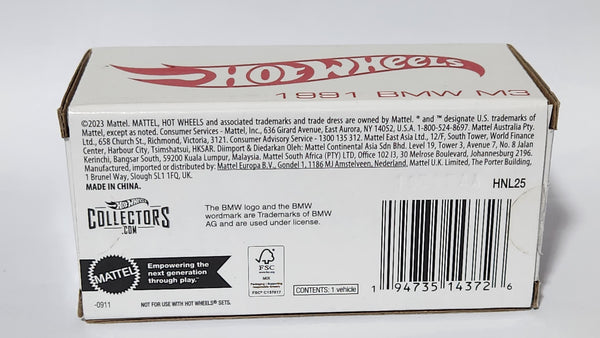 HOT WHEELS
1991 BMW M3
©2023 Mattel. MATTEL, HOT WHEELS and associated trademarks and trade dress are owned by Mattel. ® and ™ designate U.S. trademarks of
Mattel, except as noted. Consumer Services - Mattel, Inc., 636 Girard Avenue, East Aurora, NY 14052, U.S.A. 1-800-524-8697. Mattel Australia Pty.
Ltd., 658 Church St., Richmond, Victoria, 3121. Consumer Advisory Service - 1300 135 312. Mattel East Asia Ltd., 12/F, South Tower, World Finance
Centre, Harbour City, Tsimshatsui, HKSAR. Diimport & Diedarkan Oleh: Mattel Continental Asia Sdn Bhd. Level 19, Tower 3, Avenue 7, No. 8 Jalan
Kerinchi, Bangsar South, 59200 Kuala Lumpur, Malaysia. Mattel South Africa (PTY) LTD, Office 102 I3, 30 Melrose Boulevard, Johannesburg 2196.
Manufactured, imported or distributed by: Mattel Europa B.V., Gondel 1, 1186 MJ Amstelveen, Nederland. Mattel U.K. Limited, The Porter Building,
1 Brunel Way, Slough SL1 1FQ, UK.
MADE IN CHINA.
HNL25
HOT WHEELS
COLLECTORS
.COM
The BMW logo and the BMW
wordmark are Trademarks of BMW
AG and are used under license.
MATTEL
Empowering the
next generation
through play.™
FSC
MIX
Packaging | Supporting
responsible forestry
FSC® C157617
CONTENTS: 1 vehicle
1 94735 14372 6
-0911
NOT FOR USE WITH HOT WHEELS® SETS.